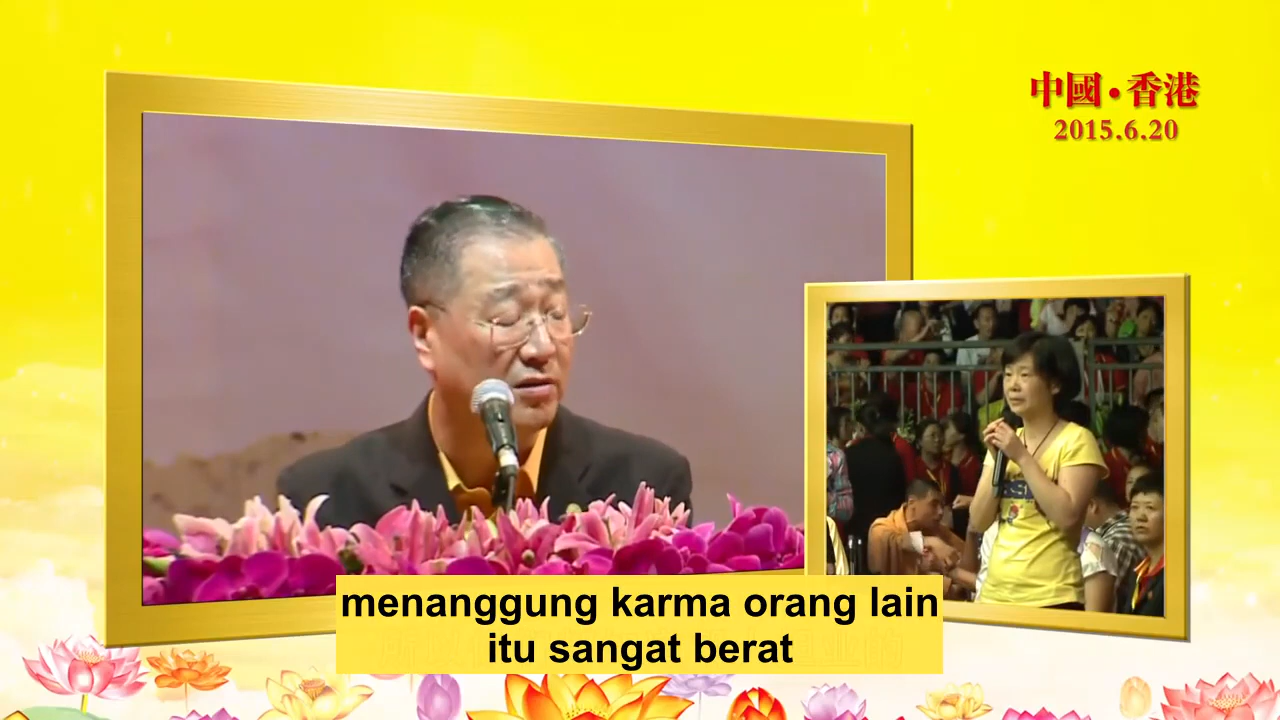 中國·香港
2015.6.20
menanggung karma orang lain
itu sangat berat